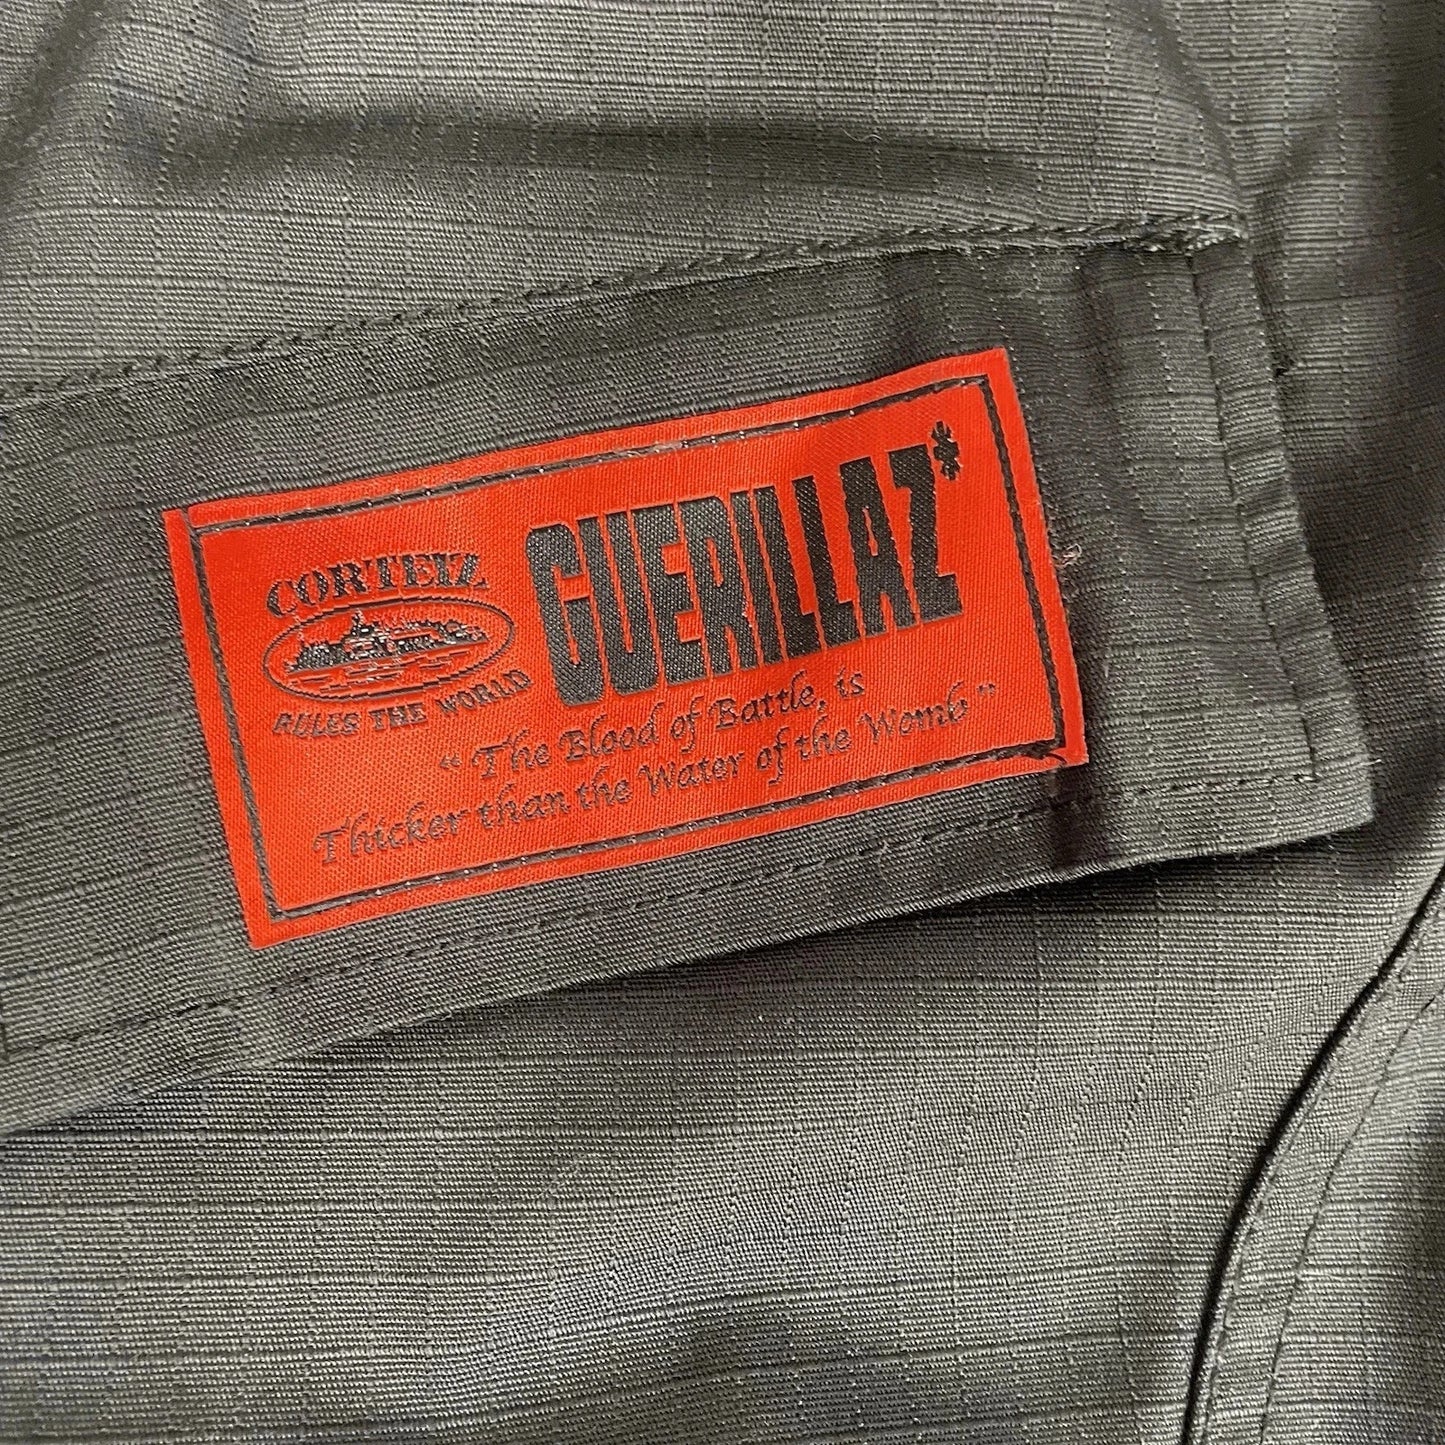 CORTEIZ
RULES THE WORLD
GUERILLAZ*
“The Blood of Battle, is
Thicker than the Water of the Womb”